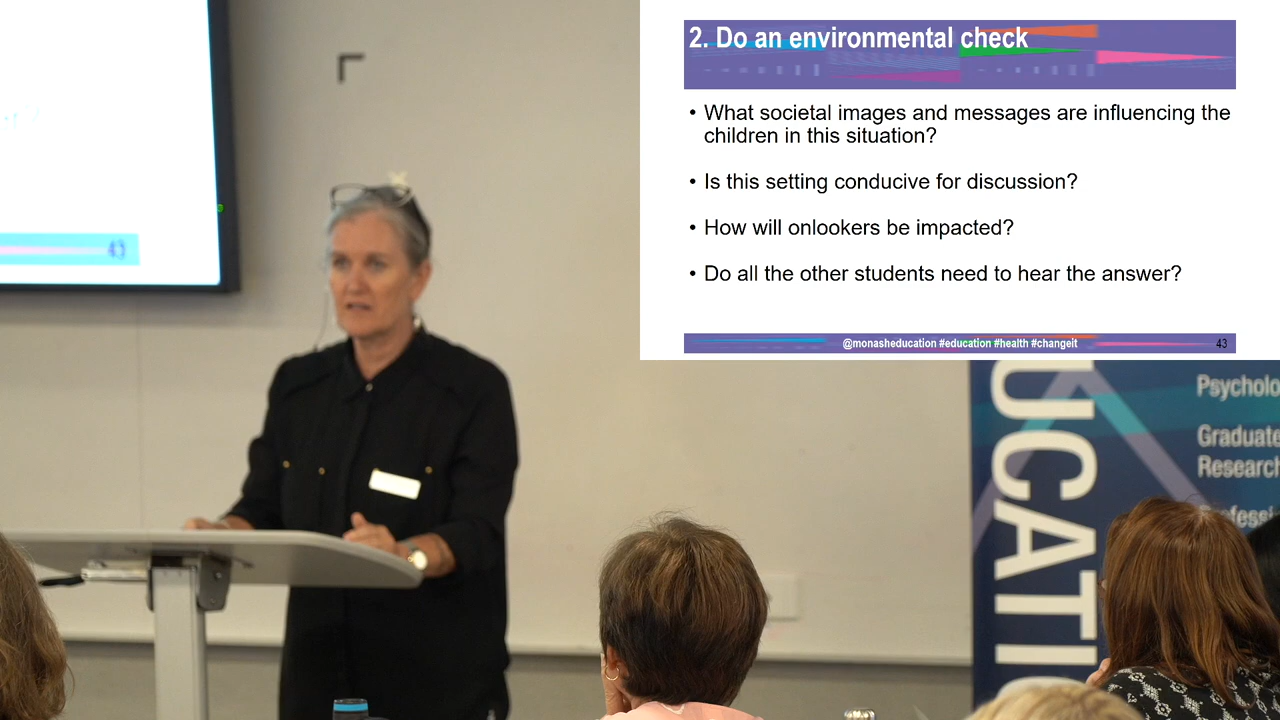 2. Do an environmental check
• What societal images and messages are influencing the
children in this situation?
• Is this setting conducive for discussion?
• How will onlookers be impacted?
• Do all the other students need to hear the answer?
@monasheducation #education #health #changeit 43
43
UCATI
Psycholo
Graduate
Research
Professi